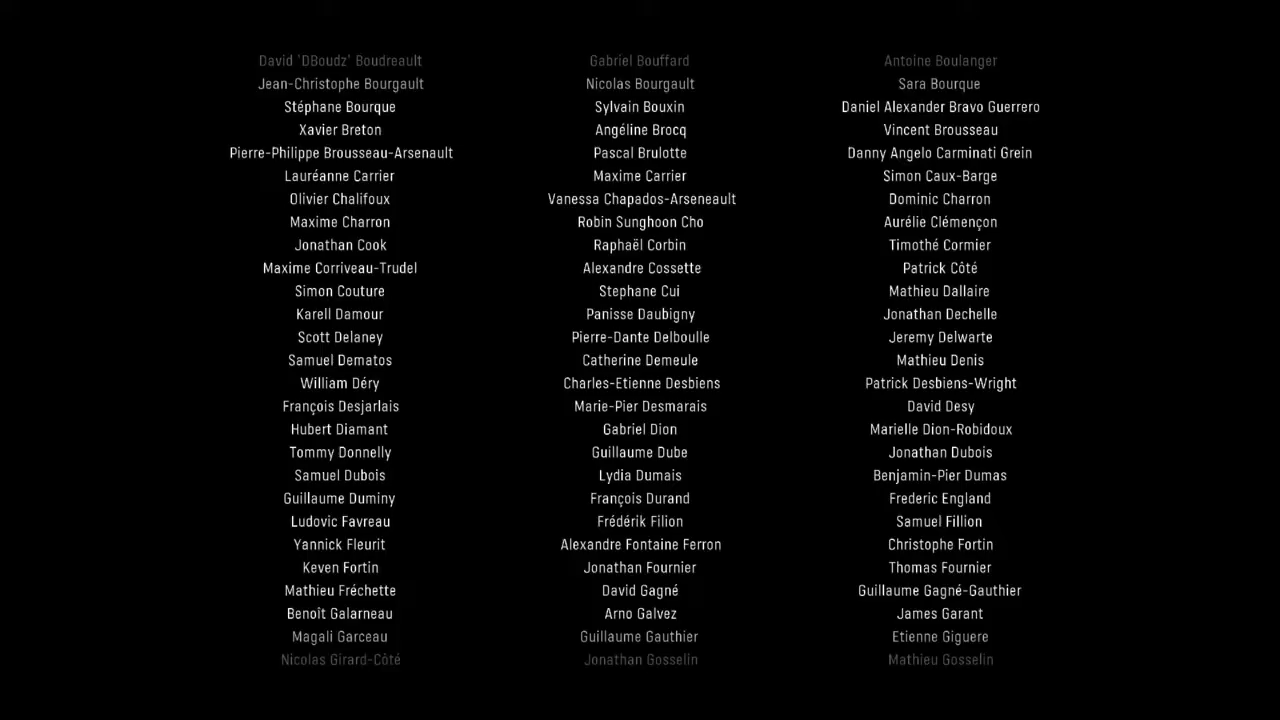 David 'DBoudz' Boudreault Gabriel Bouffard Antoine Boulanger
Jean-Christophe Bourgault Nicolas Bourgault Sara Bourque
Stéphane Bourque Sylvain Bouxin Daniel Alexander Bravo Guerrero
Xavier Breton Angéline Brocq Vincent Brousseau
Pierre-Philippe Brousseau-Arsenault Pascal Brulotte Danny Angelo Carminati Grein
Lauréanne Carrier Maxime Carrier Simon Caux-Barge
Olivier Chalifoux Vanessa Chapados-Arseneault Dominic Charron
Maxime Charron Robin Sunghoon Cho Aurélie Clémençon
Jonathan Cook Raphaël Corbin Timothé Cormier
Maxime Corriveau-Trudel Alexandre Cossette Patrick Côté
Simon Couture Stephane Cui Mathieu Dallaire
Karell Damour Panisse Daubigny Jonathan Dechelle
Scott Delaney Pierre-Dante Delboulle Jeremy Delwarte
Samuel Dematos Catherine Demeule Mathieu Denis
William Déry Charles-Etienne Desbiens Patrick Desbiens-Wright
François Desjarlais Marie-Pier Desmarais David Desy
Hubert Diamant Gabriel Dion Marielle Dion-Robidoux
Tommy Donnelly Guillaume Dube Jonathan Dubois
Samuel Dubois Lydia Dumais Benjamin-Pier Dumas
Guillaume Duminy François Durand Frederic England
Ludovic Favreau Frédérik Filion Samuel Fillion
Yannick Fleurit Alexandre Fontaine Ferron Christophe Fortin
Keven Fortin Jonathan Fournier Thomas Fournier
Mathieu Fréchette David Gagné Guillaume Gagné-Gauthier
Benoît Galarneau Arno Galvez James Garant
Magali Garceau Guillaume Gauthier Etienne Giguere
Nicolas Girard-Côté Jonathan Gosselin Mathieu Gosselin